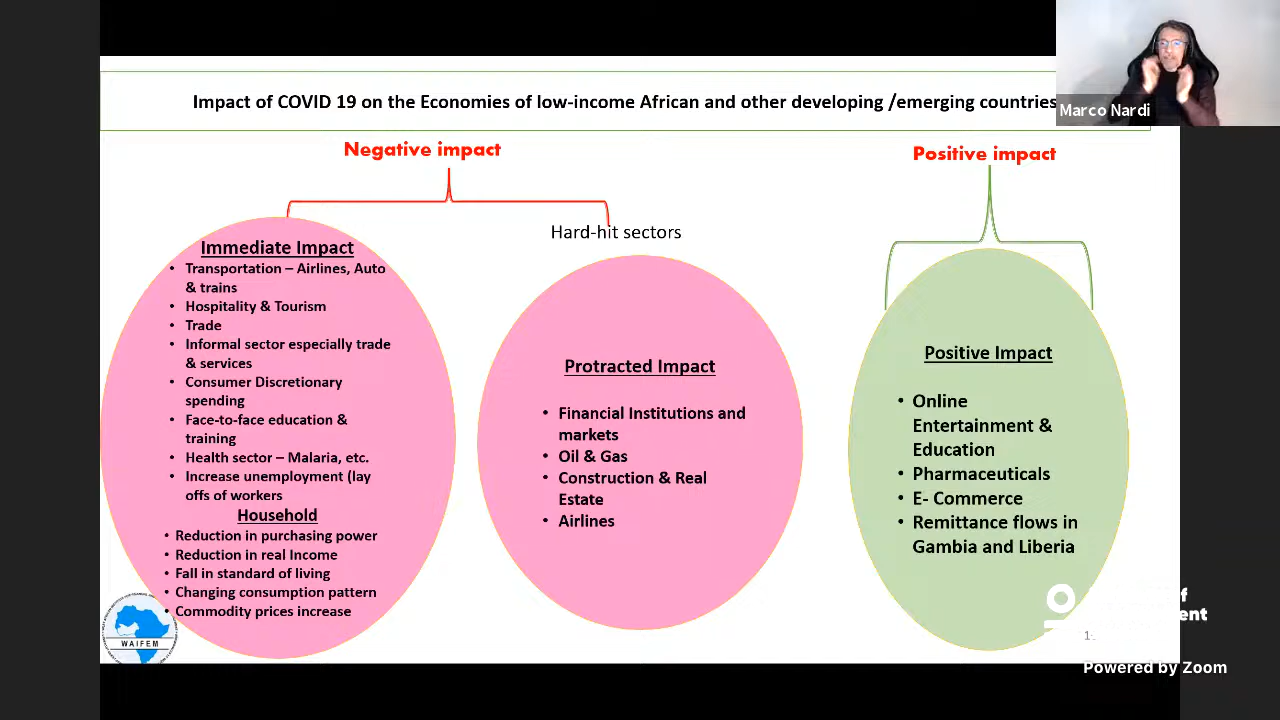 Impact of COVID 19 on the Economies of low-income African and other developing /emerging countries
Marco Nardi
Negative impact
Positive impact
Hard-hit sectors
Immediate Impact
• Transportation – Airlines, Auto
& trains
• Hospitality & Tourism
• Trade
• Informal sector especially trade
& services
• Consumer Discretionary
spending
• Face-to-face education &
training
• Health sector – Malaria, etc.
• Increase unemployment (lay
offs of workers
Household
• Reduction in purchasing power
• Reduction in real Income
• Fall in standard of living
• Changing consumption pattern
• Commodity prices increase
Protracted Impact
• Financial Institutions and
markets
• Oil & Gas
• Construction & Real
Estate
• Airlines
Positive Impact
• Online
Entertainment &
Education
• Pharmaceuticals
• E- Commerce
• Remittance flows in
Gambia and Liberia
WAIFEM
Powered by Zoom